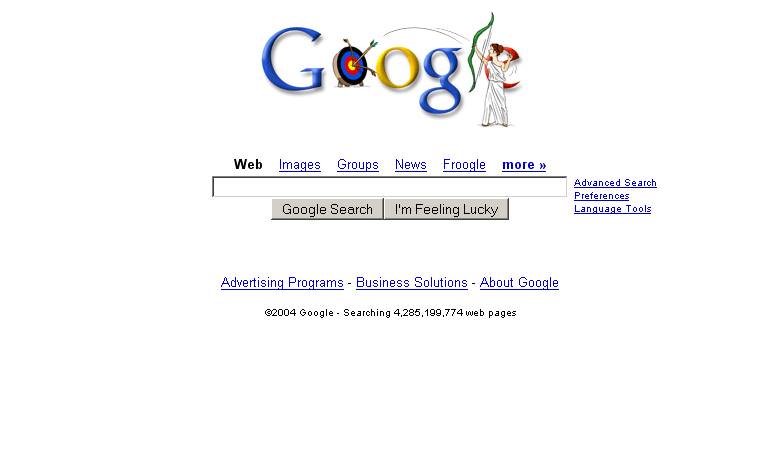 Google
Web Images Groups News Froogle more »
Advanced Search
Preferences
Language Tools
Google Search I'm Feeling Lucky
Advertising Programs - Business Solutions - About Google
©2004 Google - Searching 4,285,199,774 web pages